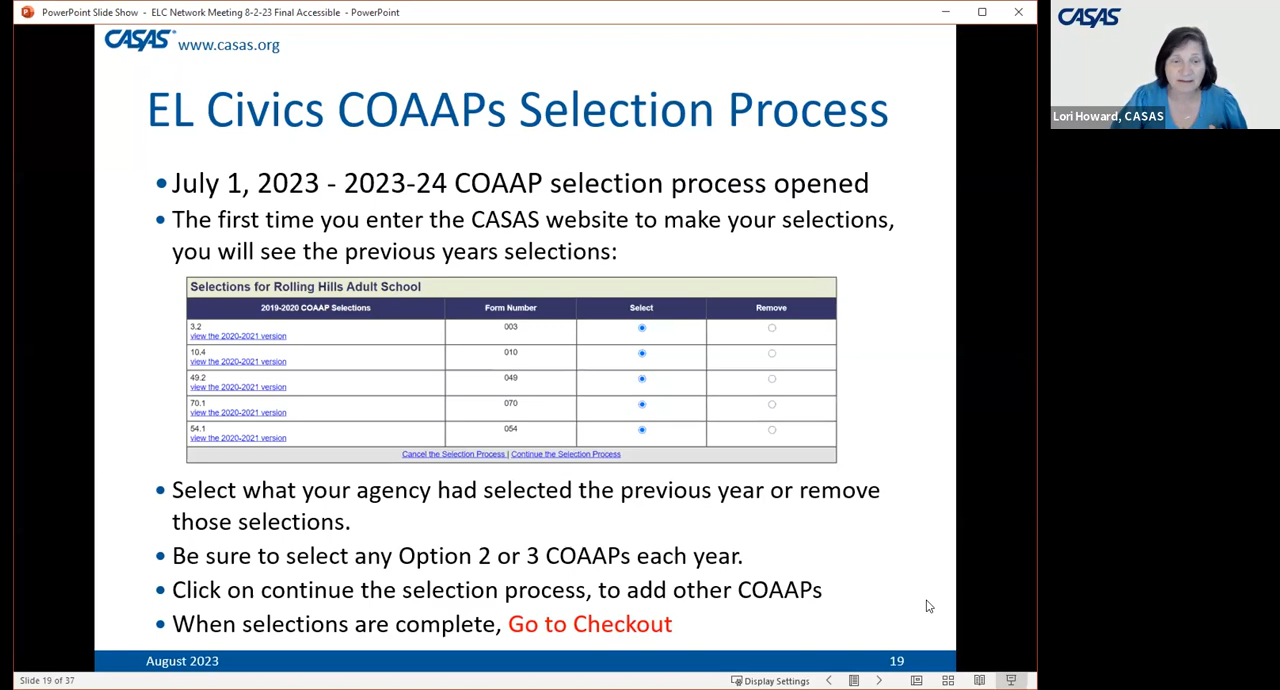 PowerPoint Slide Show - ELC Network Meeting 8-2-23 Final Accessible - PowerPoint
CASAS
www.casas.org
EL Civics COAAPs Selection Process
•July 1, 2023 - 2023-24 COAAP selection process opened
• The first time you enter the CASAS website to make your selections,
you will see the previous years selections:
Selections for Rolling Hills Adult School
2019-2020 COAAP Selections Form Number Select Remove
3.2 003
view the 2020-2021 version
10.4 010
view the 2020-2021 version
49.2 049
view the 2020-2021 version
70.1 070
view the 2020-2021 version
54.1 054
view the 2020-2021 version
Cancel the Selection Process | Continue the Selection Process
• Select what your agency had selected the previous year or remove
those selections.
• Be sure to select any Option 2 or 3 COAAPs each year.
• Click on continue the selection process, to add other COAAPs
• When selections are complete, Go to Checkout
August 2023 19
Slide 19 of 37
Display Settings
CASAS
Lori Howard, CASAS